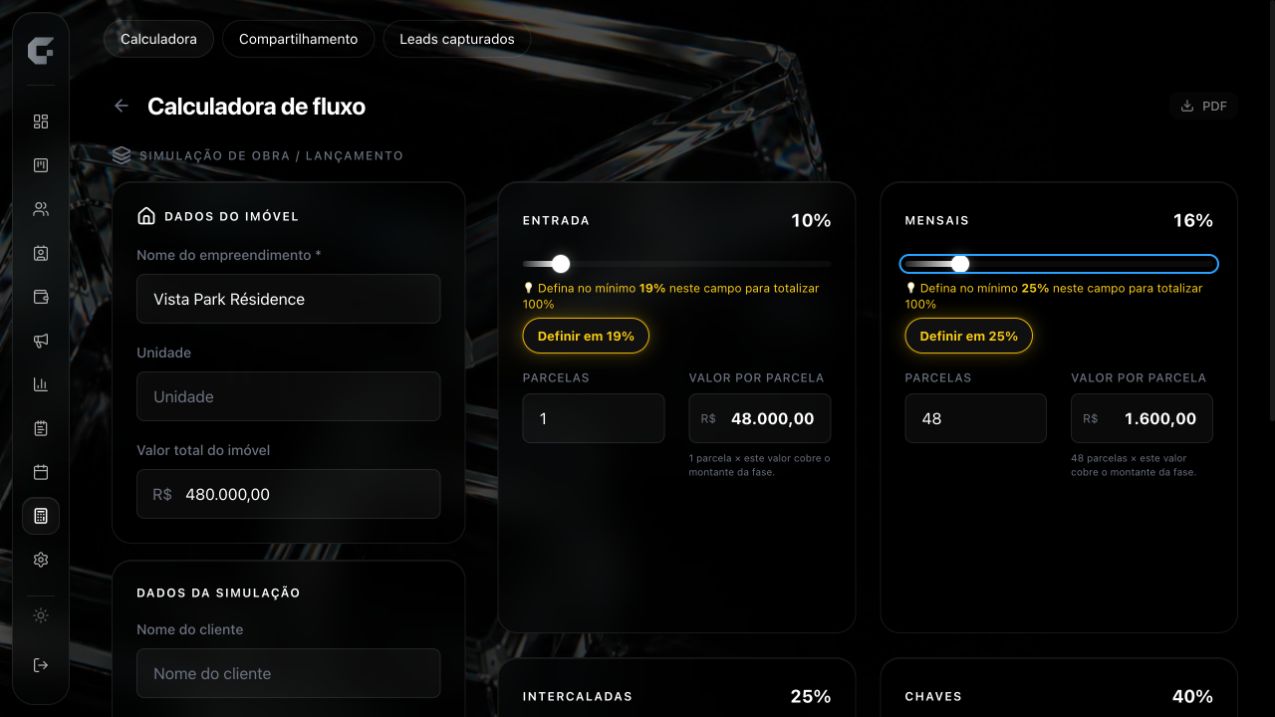 Calculadora
Compartilhamento
Leads capturados
Calculadora de fluxo
PDF
SIMULAÇÃO DE OBRA / LANÇAMENTO
DADOS DO IMÓVEL
Nome do empreendimento *
Vista Park Résidence
Unidade
Unidade
Valor total do imóvel
R$ 480.000,00
DADOS DA SIMULAÇÃO
Nome do cliente
Nome do cliente
ENTRADA
10%
Defina no mínimo 19% neste campo para totalizar
100%
Definir em 19%
PARCELAS
1
VALOR POR PARCELA
R$ 48.000,00
1 parcela × este valor cobre o
montante da fase.
MENSAIS
16%
Defina no mínimo 25% neste campo para totalizar
100%
Definir em 25%
PARCELAS
48
VALOR POR PARCELA
R$ 1.600,00
48 parcelas × este valor
cobre o montante da fase.
INTERCALADAS
25%
CHAVES
40%